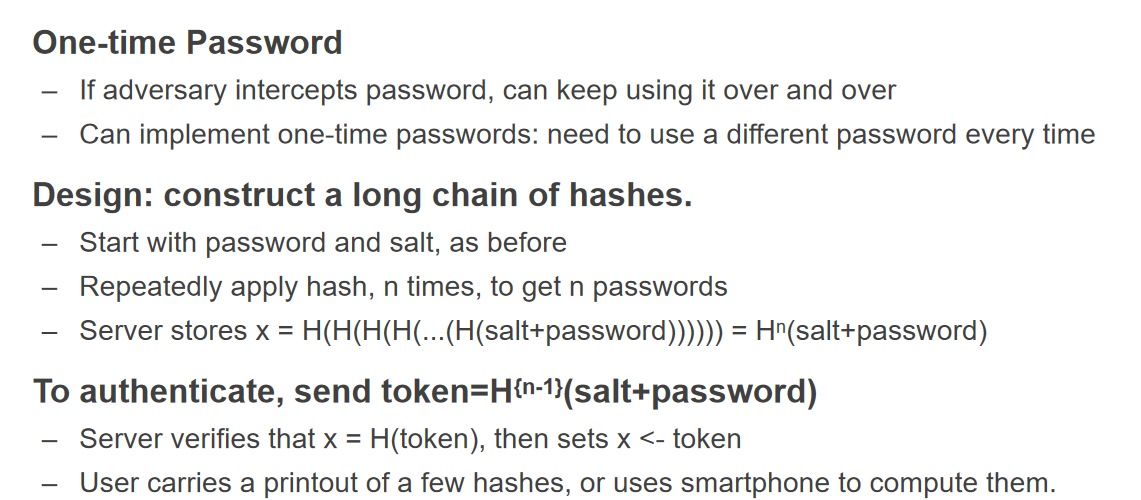 One-time Password
– If adversary intercepts password, can keep using it over and over
– Can implement one-time passwords: need to use a different password every time
Design: construct a long chain of hashes.
– Start with password and salt, as before
– Repeatedly apply hash, n times, to get n passwords
– Server stores x = H(H(H(H(...(H(salt+password)))))) = Hⁿ(salt+password)
To authenticate, send token=H{n-1}(salt+password)
– Server verifies that x = H(token), then sets x <- token
– User carries a printout of a few hashes, or uses smartphone to compute them.